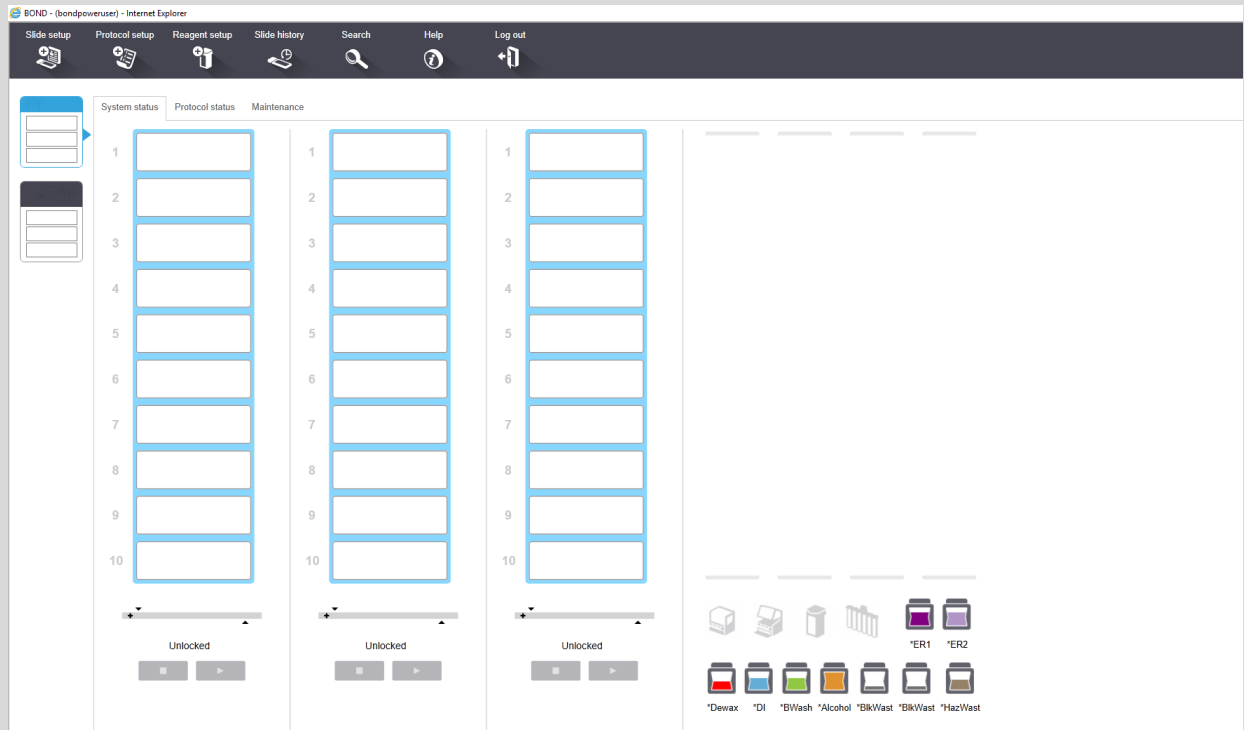 BOND - (bondpoweruser) - Internet Explorer
Slide setup Protocol setup Reagent setup Slide history Search Help Log out
System status Protocol status Maintenance
1 1 1
2 2 2
3 3 3
4 4 4
5 5 5
6 6 6
7 7 7
8 8 8
9 9 9
10 10 10
Unlocked Unlocked Unlocked
*ER1 *ER2
*Dewax *DI *BWash *Alcohol *BlkWast *BlkWast *HazWast